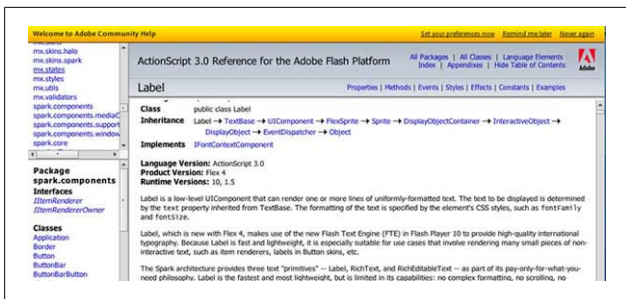 Welcome to Adobe Community Help
Set your preferences now Remind me later Never again
mx.skins.halo
mx.skins.spark
mx.states
mx.styles
mx.utils
mx.validators
spark.components
spark.components.mediaC
spark.components.support
spark.components.window
spark.core
Package
spark.components
Interfaces
IItemRenderer
IItemRendererOwner
Classes
Application
Border
Button
ButtonBar
ButtonBarButton
ActionScript 3.0 Reference for the Adobe Flash Platform
All Packages | All Classes | Language Elements
Index | Appendixes | Hide Table of Contents
Adobe
Label
Properties | Methods | Events | Styles | Effects | Constants | Examples
Class public class Label
Inheritance Label → TextBase → UIComponent → FlexSprite → Sprite → DisplayObjectContainer → InteractiveObject →
DisplayObject → EventDispatcher → Object
Implements IFontContextComponent
Language Version: ActionScript 3.0
Product Version: Flex 4
Runtime Versions: 10, 1.5
Label is a low-level UIComponent that can render one or more lines of uniformly-formatted text. The text to be displayed is determined
by the text property inherited from TextBase. The formatting of the text is specified by the element's CSS styles, such as fontFamily
and fontSize.
Label, which is new with Flex 4, makes use of the new Flash Text Engine (FTE) in Flash Player 10 to provide high-quality international
typography. Because Label is fast and lightweight, it is especially suitable for use cases that involve rendering many small pieces of non-
interactive text, such as item renderers, labels in Button skins, etc.
The Spark architecture provides three text "primitives" -- Label, RichText, and RichEditableText -- as part of its pay-only-for-what-you-
need philosophy. Label is the fastest and most lightweight, but is limited in its capabilities: no complex formatting, no scrolling, no